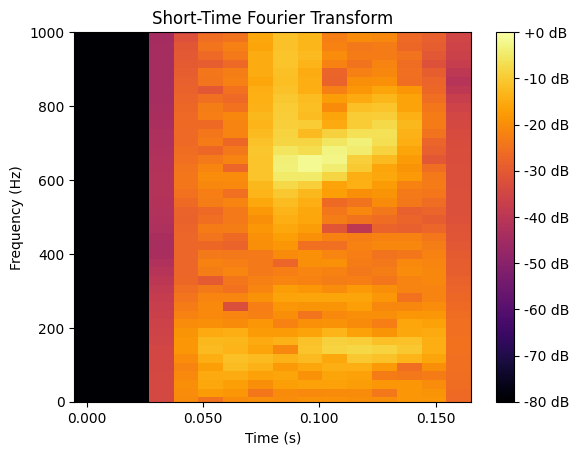 Short-Time Fourier Transform
1000
800
600
400
200
0
Frequency (Hz)
0.000
0.050
0.100
0.150
Time (s)
+0 dB
-10 dB
-20 dB
-30 dB
-40 dB
-50 dB
-60 dB
-70 dB
-80 dB